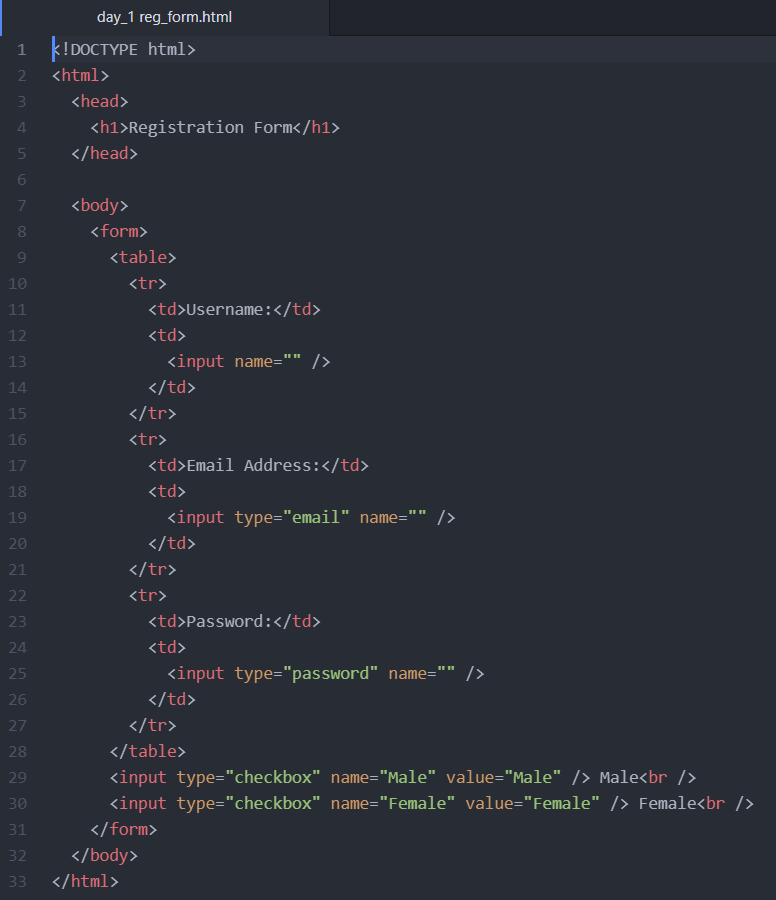 day_1 reg_form.html
1 <!DOCTYPE html>
2 <html>
3 <head>
4 <h1>Registration Form</h1>
5 </head>
6
7 <body>
8 <form>
9 <table>
10 <tr>
11 <td>Username:</td>
12 <td>
13 <input name="" />
14 </td>
15 </tr>
16 <tr>
17 <td>Email Address:</td>
18 <td>
19 <input type="email" name="" />
20 </td>
21 </tr>
22 <tr>
23 <td>Password:</td>
24 <td>
25 <input type="password" name="" />
26 </td>
27 </tr>
28 </table>
29 <input type="checkbox" name="Male" value="Male" /> Male<br />
30 <input type="checkbox" name="Female" value="Female" /> Female<br />
31 </form>
32 </body>
33 </html>